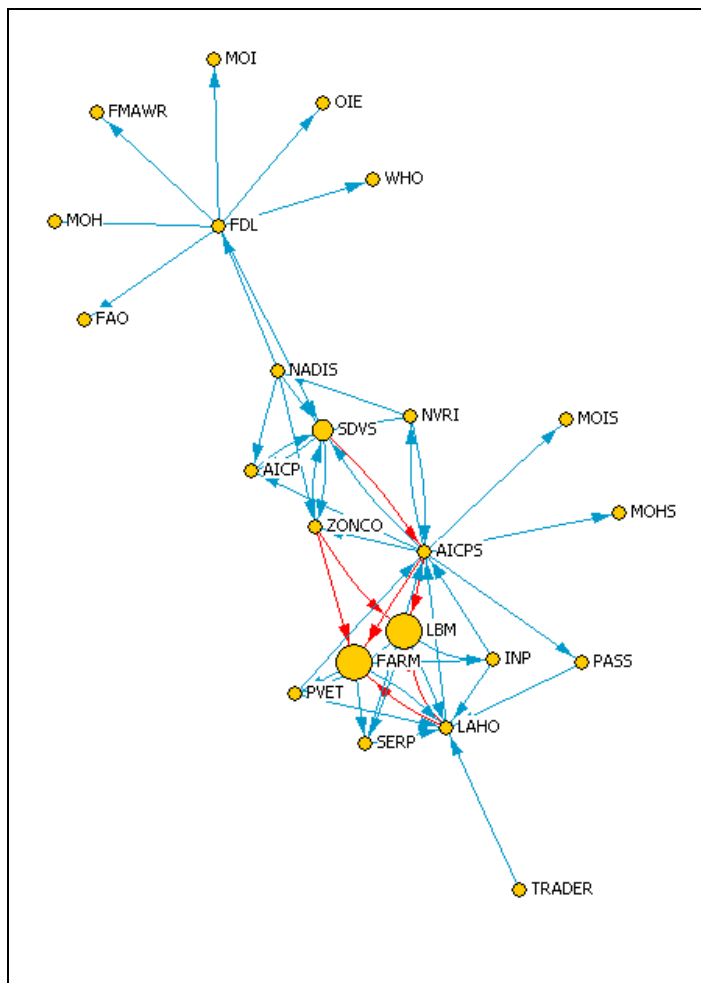 MOI
OIE
FMAWR
WHO
MOH
FDL
FAO
NADIS
NVRI
MOIS
SDVS
AICP
MOHS
ZONCO
AICPS
LBM
INP
PASS
FARM
PVET
LAHO
SERP
TRADER